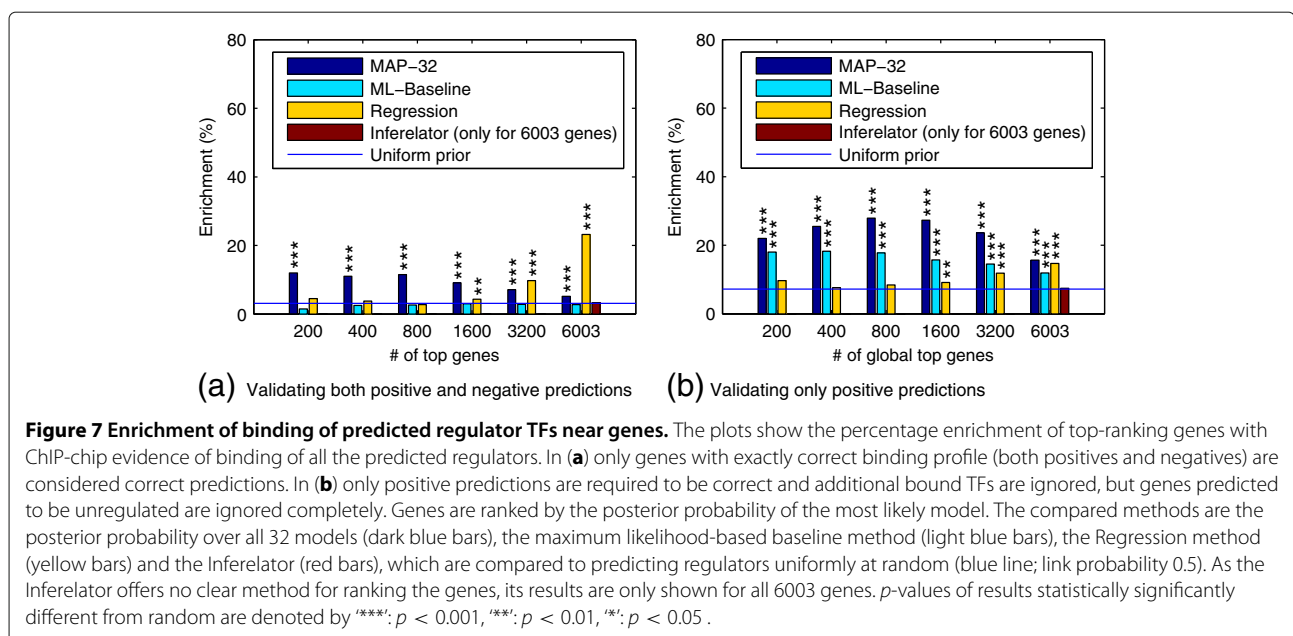 80
60
40
20
0
Enrichment (%)
MAP−32
ML−Baseline
Regression
Inferelator (only for 6003 genes)
Uniform prior
***
***
***
***
**
***
***
***
***
200 400 800 1600 3200 6003
# of top genes
(a) Validating both positive and negative predictions
80
60
40
20
0
Enrichment (%)
MAP−32
ML−Baseline
Regression
Inferelator (only for 6003 genes)
Uniform prior
***
***
***
***
***
***
***
***
**
***
***
***
***
***
***
200 400 800 1600 3200 6003
# of global top genes
(b) Validating only positive predictions
Figure 7 Enrichment of binding of predicted regulator TFs near genes. The plots show the percentage enrichment of top-ranking genes with
ChIP-chip evidence of binding of all the predicted regulators. In (a) only genes with exactly correct binding profile (both positives and negatives) are
considered correct predictions. In (b) only positive predictions are required to be correct and additional bound TFs are ignored, but genes predicted
to be unregulated are ignored completely. Genes are ranked by the posterior probability of the most likely model. The compared methods are the
posterior probability over all 32 models (dark blue bars), the maximum likelihood-based baseline method (light blue bars), the Regression method
(yellow bars) and the Inferelator (red bars), which are compared to predicting regulators uniformly at random (blue line; link probability 0.5). As the
Inferelator offers no clear method for ranking the genes, its results are only shown for all 6003 genes. p-values of results statistically significantly
different from random are denoted by '***': p < 0.001, '**': p < 0.01, '*': p < 0.05 .